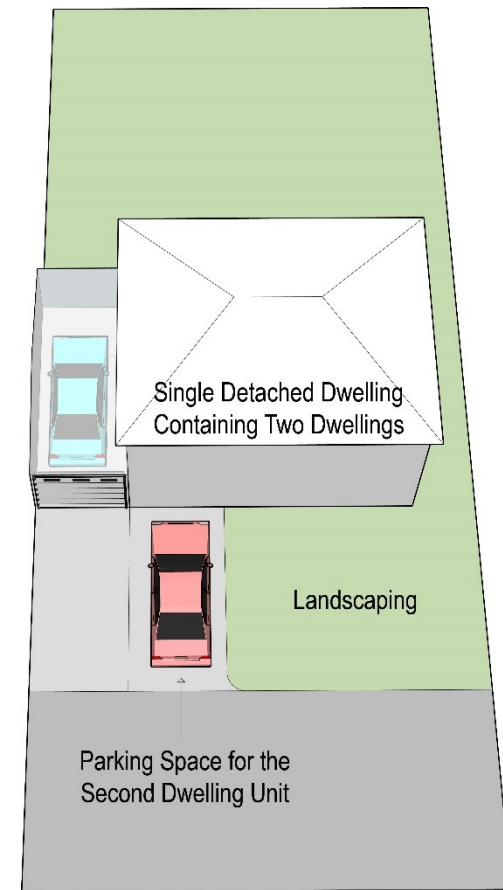 Single Detached Dwelling
Containing Two Dwellings
Landscaping
Parking Space for the
Second Dwelling Unit